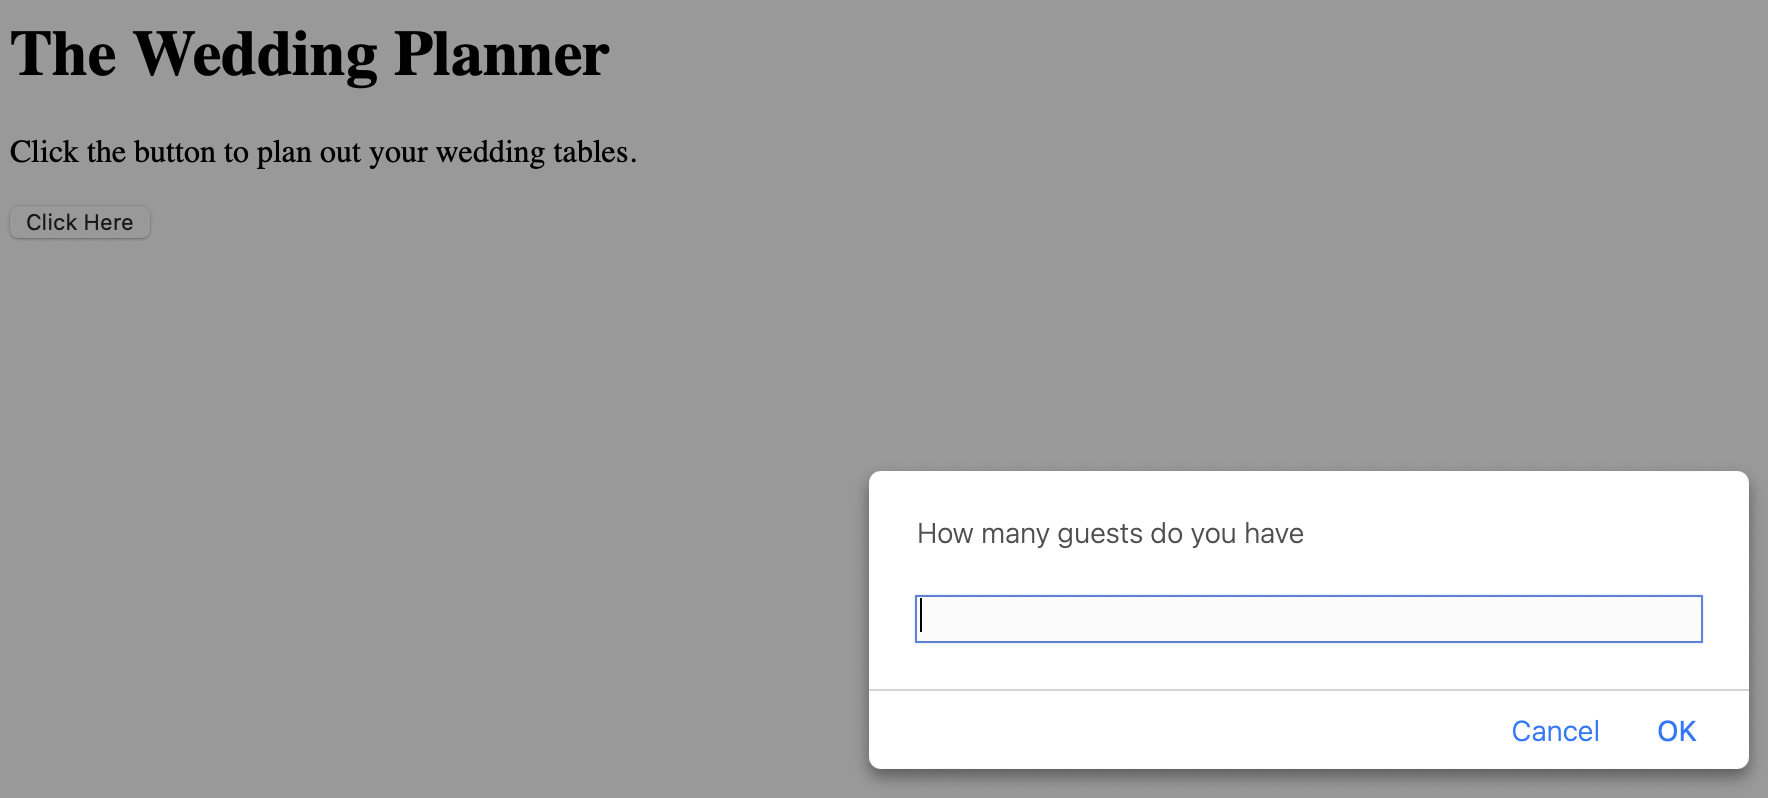 The Wedding Planner
Click the button to plan out your wedding tables.
Click Here
How many guests do you have
Cancel OK